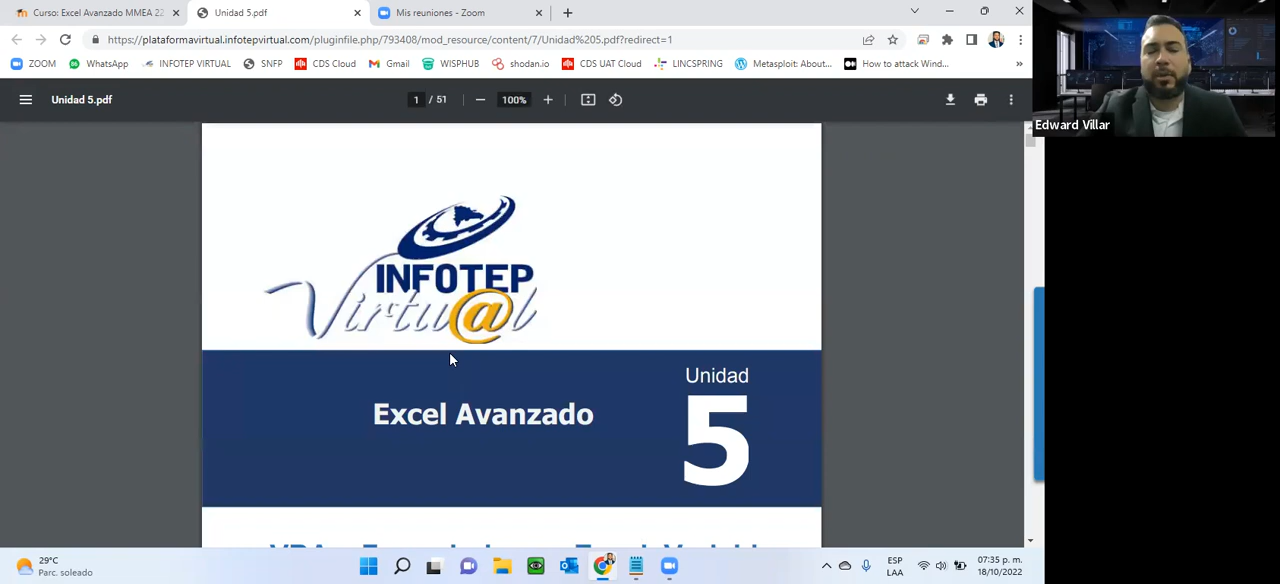 Curso: Excel Avanzado MMEA 22
Unidad 5.pdf
Mis reuniones - Zoom
https://plataformavirtual.infotepvirtual.com/pluginfile.php/793408/mod_resource/content/7/Unidad%205.pdf?redirect=1
ZOOM
WhatsApp
INFOTEP VIRTUAL
SNFP
CDS Cloud
Gmail
WISPHUB
shodan.io
CDS UAT Cloud
LINCSPRING
Metasploit: About...
How to attack Wind...
»
Unidad 5.pdf
1 / 51
100%
Edward Villar
INFOTEP
Virtu@l
Unidad
Excel Avanzado
5
29°C
Parc. soleado
ESP
LAA
07:35 p. m.
18/10/2022